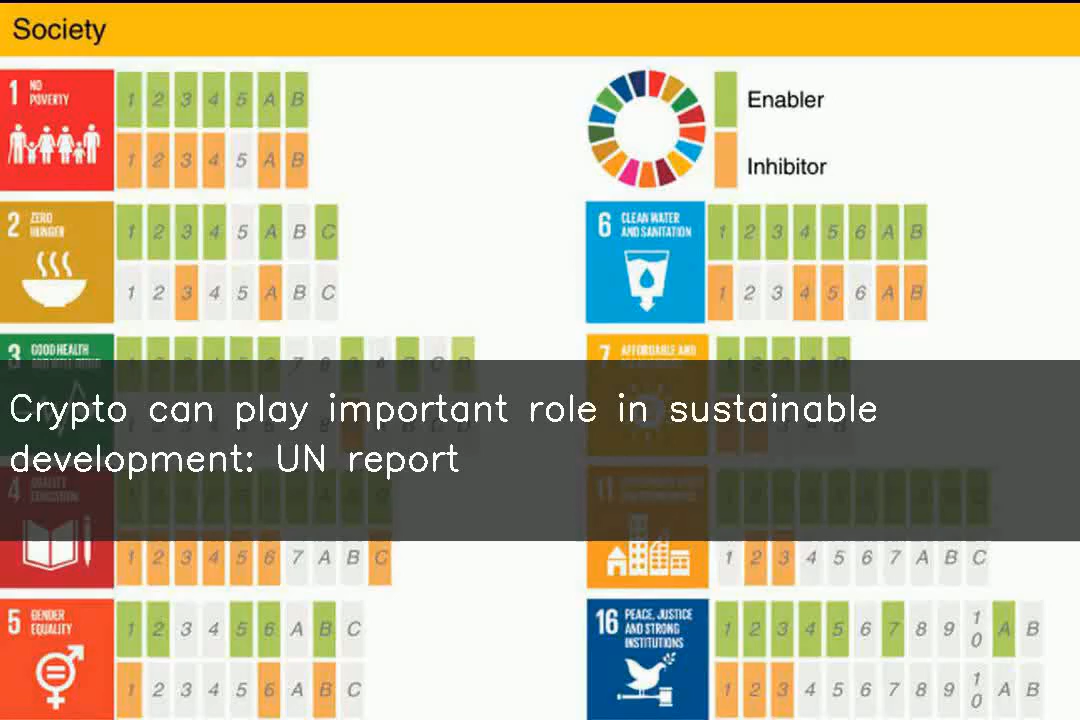 Society
1 NO
POVERTY
1 2 3 4 5 A B
1 2 3 4 5 A B
Enabler
Inhibitor
2 ZERO
HUNGER
1 2 3 4 5 A B C
1 2 3 4 5 A B C
6 CLEAN WATER
AND SANITATION
1 2 3 4 5 6 A B
1 2 3 4 5 6 A B
3 GOOD HEALTH
7 AFFORDABLE AND
Crypto can play important role in sustainable
development: UN report
4 QUALITY
EDUCATION
1 2 3 4 5 6 7 A B C
11
1 2 3 4 5 6 7 A B C
5 GENDER
EQUALITY
1 2 3 4 5 6 A B C
1 2 3 4 5 6 A B C
16 PEACE, JUSTICE
AND STRONG
INSTITUTIONS
1 2 3 4 5 6 7 8 9 10 A B
1 2 3 4 5 6 7 8 9 10 A B